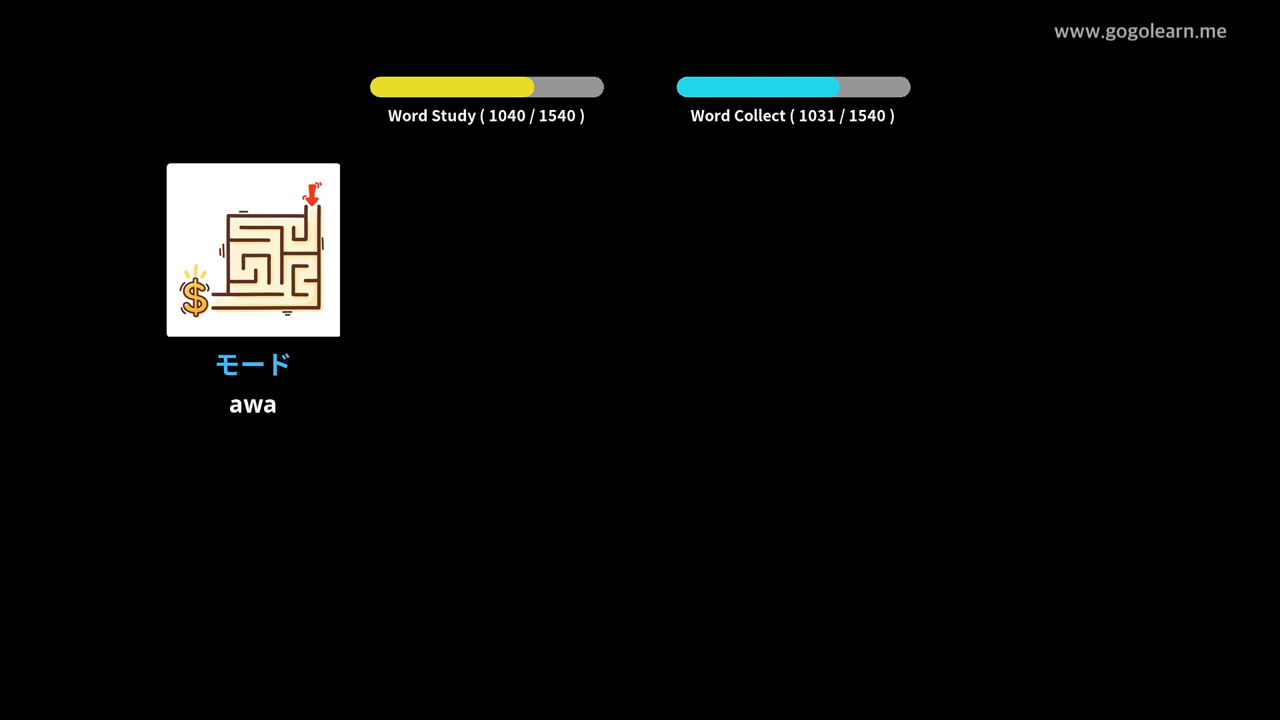 www.gogolearn.me
Word Study ( 1040 / 1540 )
Word Collect ( 1031 / 1540 )
$
モード
awa